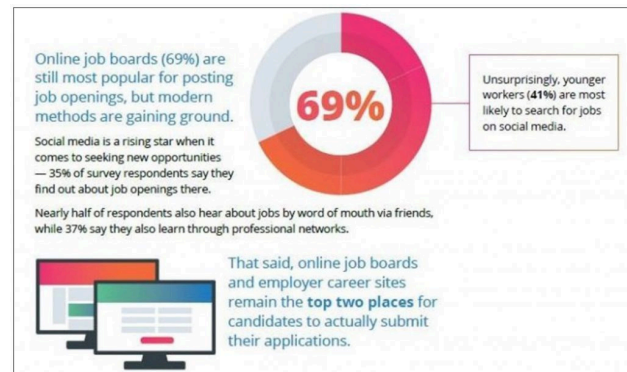 Online job boards (69%) are
still most popular for posting
job openings, but modern
methods are gaining ground.
Social media is a rising star when it
comes to seeking new opportunities
— 35% of survey respondents say they
find out about job openings there.
69%
Unsurprisingly, younger
workers (41%) are most
likely to search for jobs
on social media.
Nearly half of respondents also hear about jobs by word of mouth via friends,
while 37% say they also learn through professional networks.
That said, online job boards
and employer career sites
remain the top two places for
candidates to actually submit
their applications.